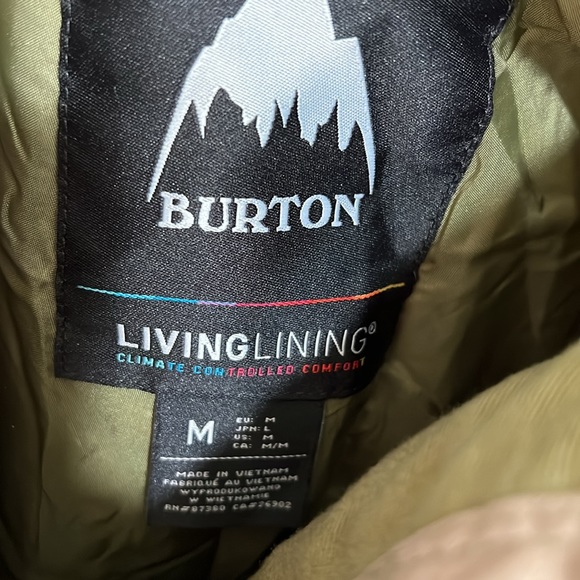 BURTON
LIVINGLINING®
CLIMATE CONTROLLED COMFORT
M
EU: M
JPN: L
US: M
CA: M/M
MADE IN VIETNAM
FABRIQUÉ AU VIETNAM
WYPRODUKOWANO
W WIETNAMIE
RN#87360 CA#26902